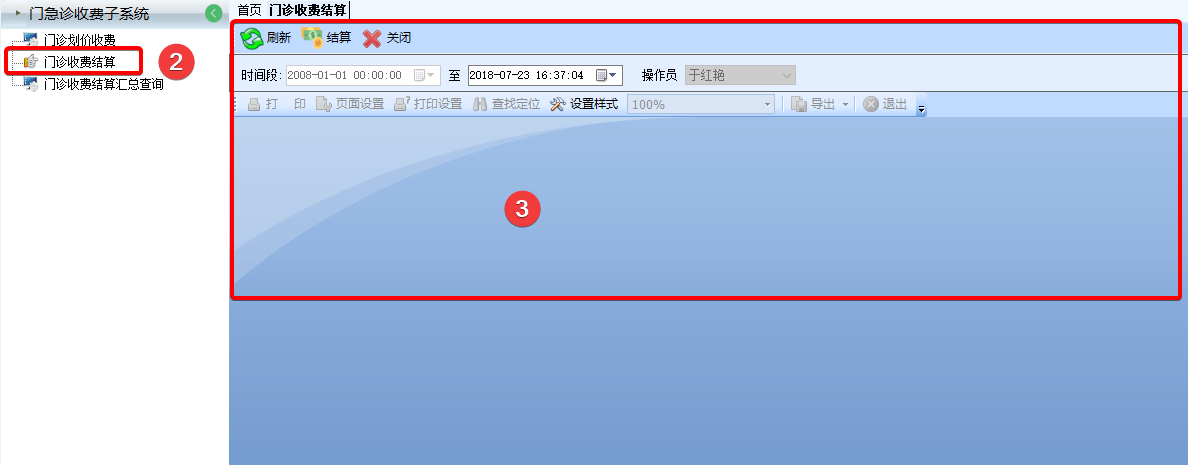 门急诊收费子系统
首页 门诊收费结算
门诊划价收费
门诊收费结算
门诊收费结算汇总查询
2
刷新 结算 关闭
时间段: 2008-01-01 00:00:00 至 2018-07-23 16:37:04 操作员 于红艳
打 印 页面设置 打印设置 查找定位 设置样式 100% 导出 退出
3